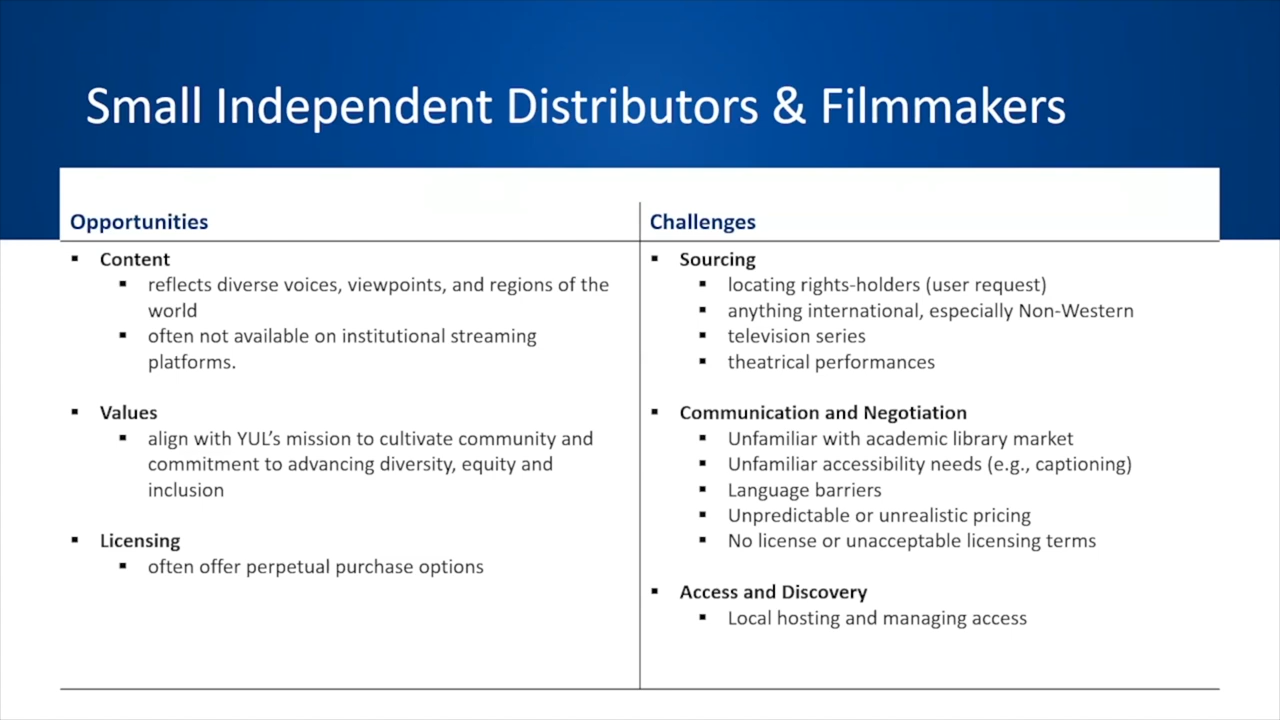 Small Independent Distributors & Filmmakers
Opportunities
▪ Content
▪ reflects diverse voices, viewpoints, and regions of the
world
▪ often not available on institutional streaming
platforms.
▪ Values
▪ align with YUL’s mission to cultivate community and
commitment to advancing diversity, equity and
inclusion
▪ Licensing
▪ often offer perpetual purchase options
Challenges
▪ Sourcing
▪ locating rights-holders (user request)
▪ anything international, especially Non-Western
▪ television series
▪ theatrical performances
▪ Communication and Negotiation
▪ Unfamiliar with academic library market
▪ Unfamiliar accessibility needs (e.g., captioning)
▪ Language barriers
▪ Unpredictable or unrealistic pricing
▪ No license or unacceptable licensing terms
▪ Access and Discovery
▪ Local hosting and managing access